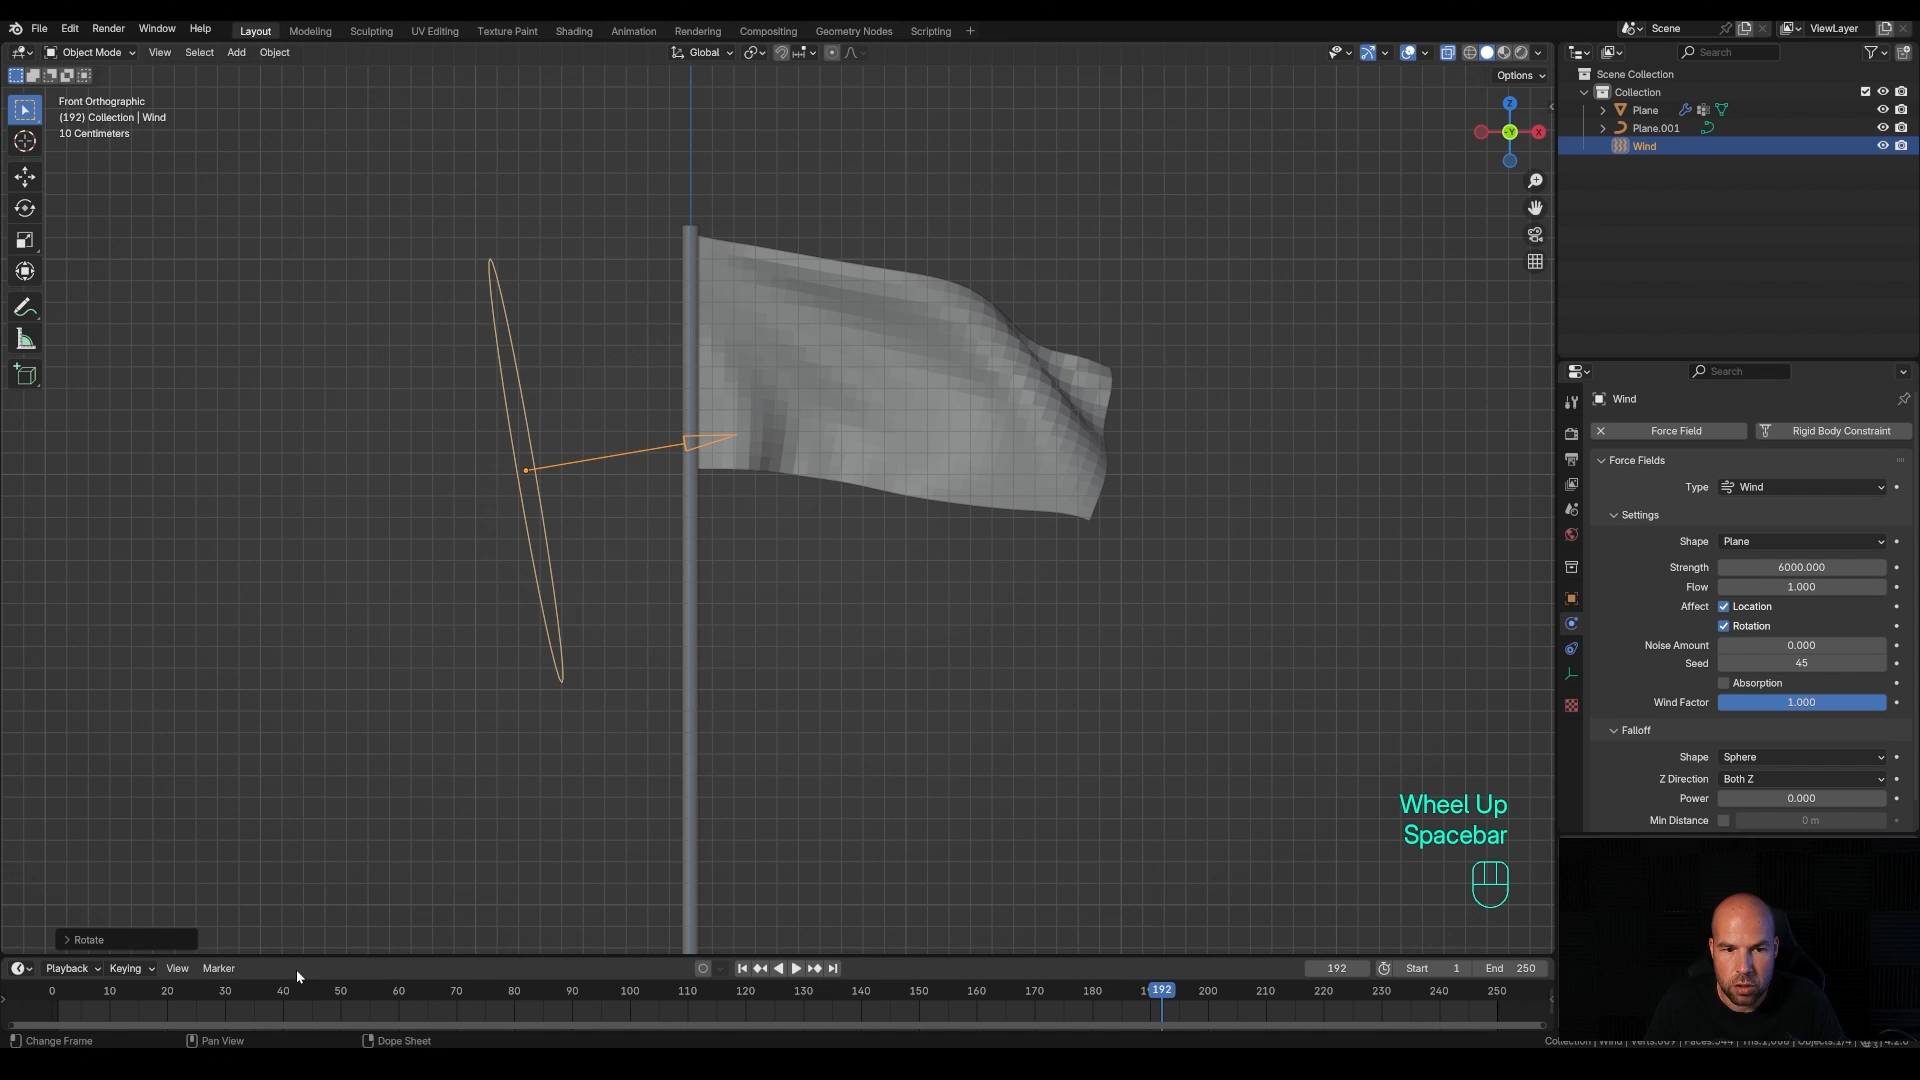 File Edit Render Window Help Layout Modeling Sculpting UV Editing Texture Paint Shading Animation Rendering Compositing Geometry Nodes Scripting + Scene ViewLayer
Object Mode View Select Add Object Global Search
Options
Front Orthographic
(192) Collection | Wind
10 Centimeters
Z
-Y
X
Scene Collection
Collection
Plane
Plane.001
Wind
Search
Wind
Force Field Rigid Body Constraint
Force Fields
Type Wind
Settings
Shape Plane
Strength 6000.000
Flow 1.000
Affect Location
Rotation
Noise Amount 0.000
Seed 45
Absorption
Wind Factor 1.000
Falloff
Shape Sphere
Z Direction Both Z
Power 0.000
Min Distance 0 m
Wheel Up
Spacebar
Rotate
Playback Keying View Marker 192 Start 1 End 250
0 10 20 30 40 50 60 70 80 90 100 110 120 130 140 150 160 170 180 192 200 210 220 230 240 250
Change Frame Pan View Dope Sheet